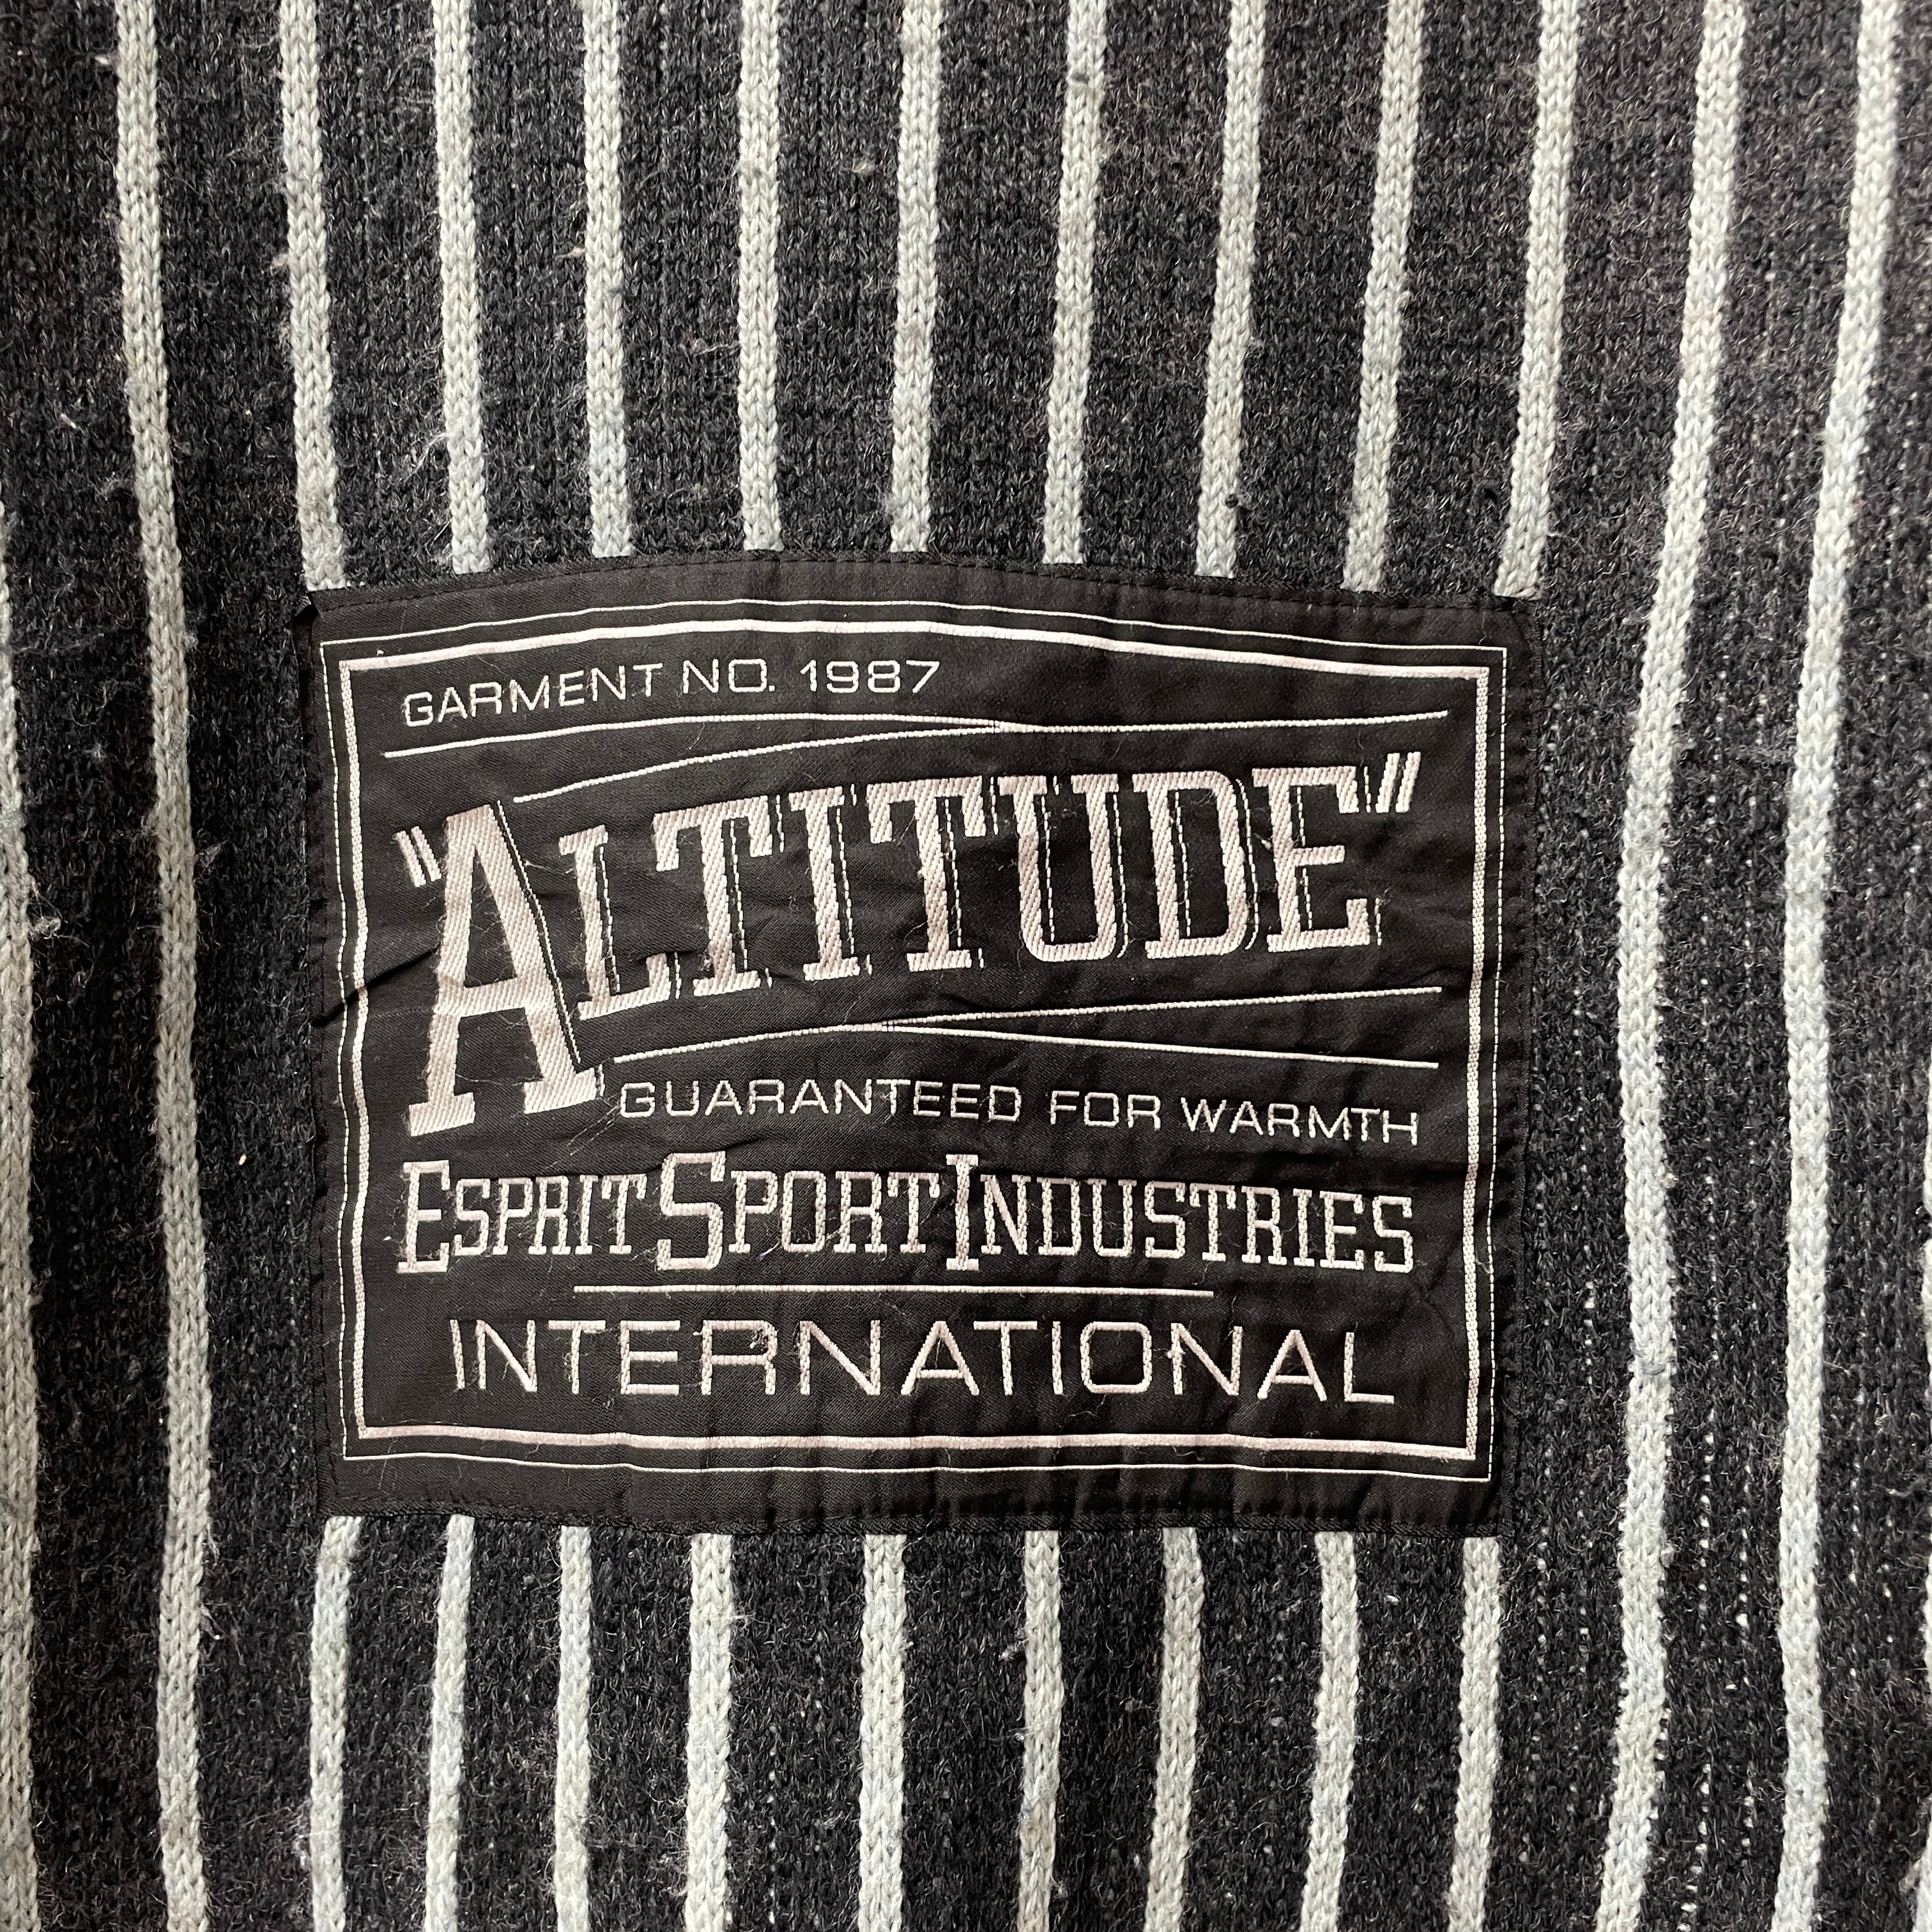 GARMENT NO. 1987
"ALTITUDE"
GUARANTEED FOR WARMTH
ESPRIT SPORT INDUSTRIES
INTERNATIONAL